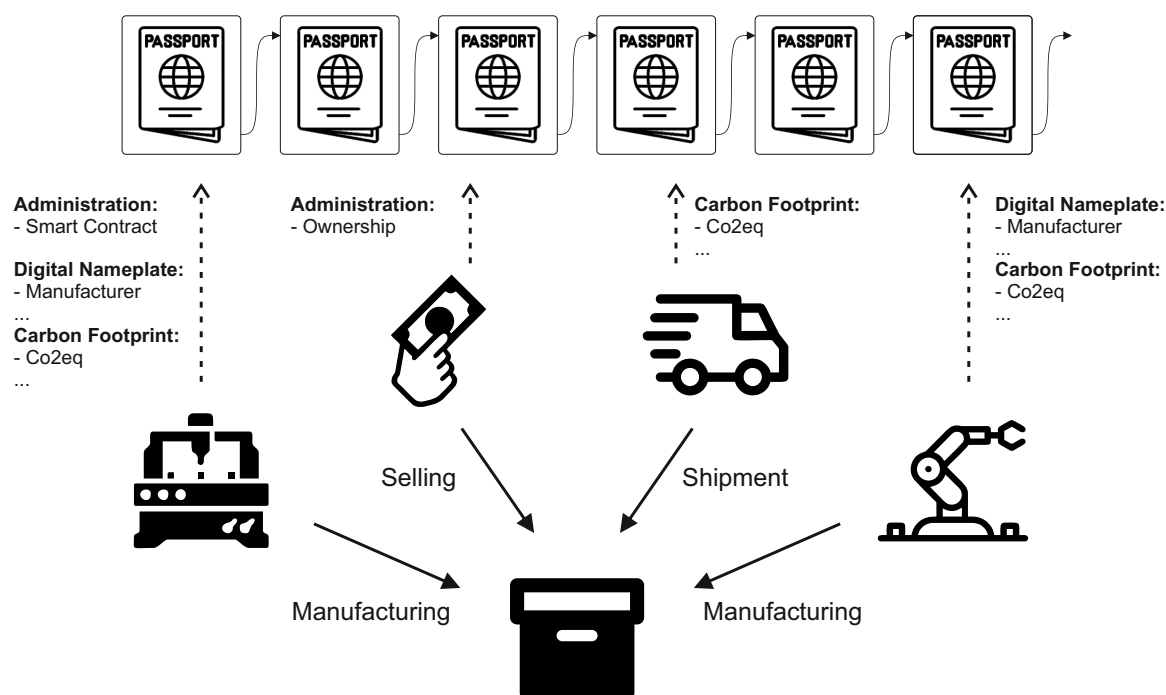 PASSPORT
PASSPORT
PASSPORT
PASSPORT
PASSPORT
PASSPORT
Administration:
- Smart Contract
Digital Nameplate:
- Manufacturer
...
Carbon Footprint:
- Co2eq
...
Administration:
- Ownership
Carbon Footprint:
- Co2eq
...
Digital Nameplate:
- Manufacturer
...
Carbon Footprint:
- Co2eq
...
Selling
Shipment
Manufacturing
Manufacturing